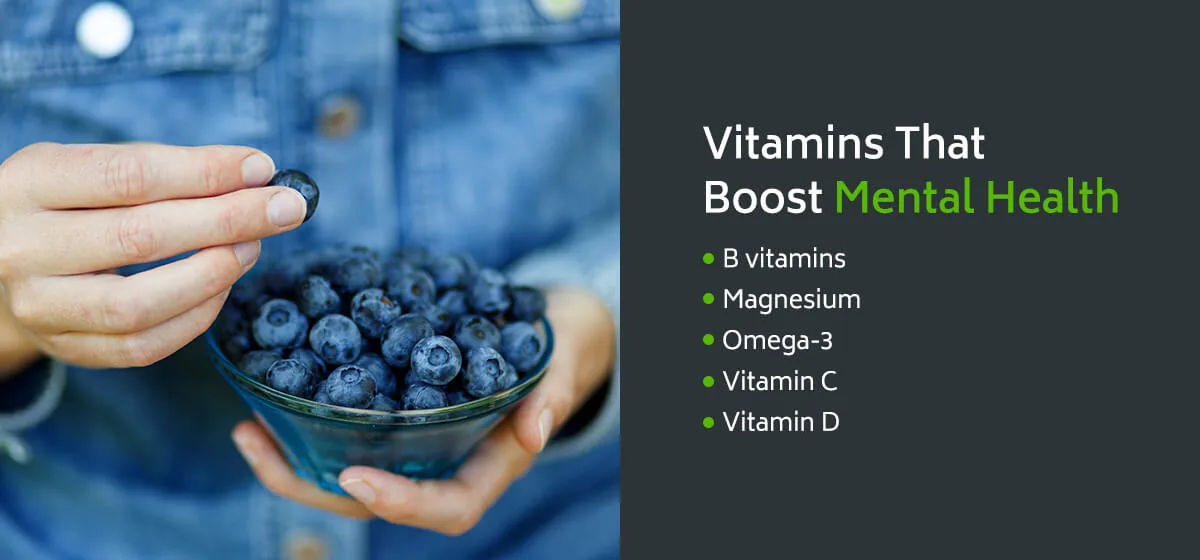 Vitamins That
Boost Mental Health
B vitamins
Magnesium
Omega-3
Vitamin C
Vitamin D